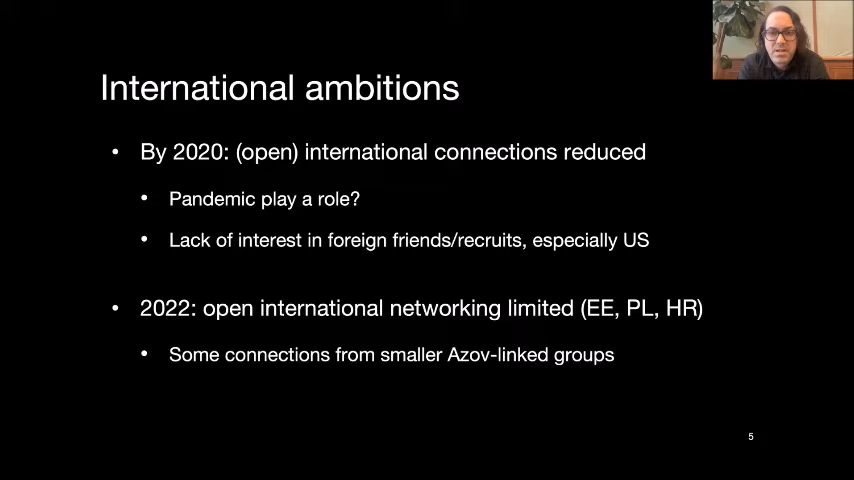 International ambitions
• By 2020: (open) international connections reduced
• Pandemic play a role?
• Lack of interest in foreign friends/recruits, especially US
• 2022: open international networking limited (EE, PL, HR)
• Some connections from smaller Azov-linked groups
5